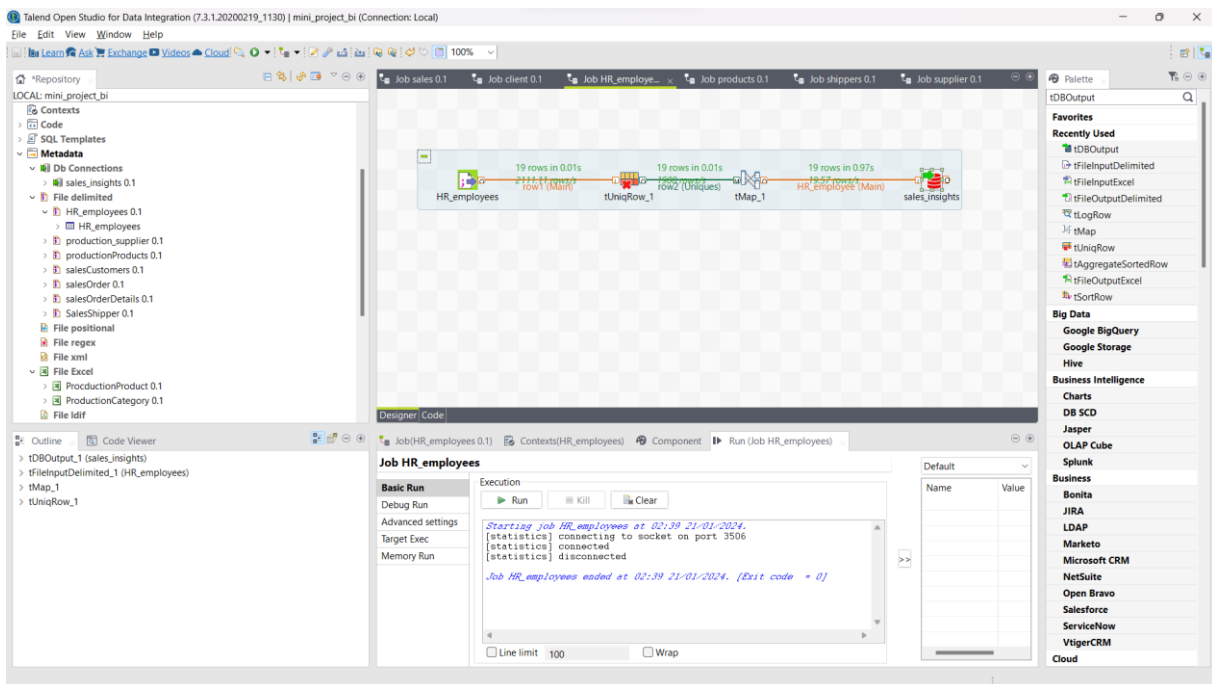 Talend Open Studio for Data Integration (7.3.1.20200219_1130) | mini_project_bi (Connection: Local)
File Edit View Window Help
Learn Ask Exchange Videos Cloud 100%
*Repository
LOCAL: mini_project_bi
Contexts
Code
SQL Templates
Metadata
Db Connections
sales_insights 0.1
File delimited
HR_employees 0.1
HR_employees
production_supplier 0.1
productionProducts 0.1
salesCustomers 0.1
salesOrder 0.1
salesOrderDetails 0.1
SalesShipper 0.1
File positional
File regex
File xml
File Excel
ProcductionProduct 0.1
ProductionCategory 0.1
File ldif
Job sales 0.1 Job client 0.1 Job HR_employe... Job products 0.1 Job shippers 0.1 Job supplier 0.1
19 rows in 0.01s 19 rows in 0.01s 19 rows in 0.97s
2111.11 rows/s 1900 rows/s 19.57 rows/s
row1 (Main) row2 (Uniques) HR_employee (Main)
HR_employees tUniqRow_1 tMap_1 sales_insights
Designer Code
Palette
tDBOutput
Favorites
Recently Used
tDBOutput
tFileInputDelimited
tFileInputExcel
tFileOutputDelimited
tLogRow
tMap
tUniqRow
tAggregateSortedRow
tFileOutputExcel
tSortRow
Big Data
Google BigQuery
Google Storage
Hive
Business Intelligence
Charts
DB SCD
Jasper
OLAP Cube
Splunk
Business
Bonita
JIRA
LDAP
Marketo
Microsoft CRM
NetSuite
Open Bravo
Salesforce
ServiceNow
VtigerCRM
Cloud
Outline Code Viewer
tDBOutput_1 (sales_insights)
tFileInputDelimited_1 (HR_employees)
tMap_1
tUniqRow_1
Job(HR_employees 0.1) Contexts(HR_employees) Component Run (Job HR_employees)
Job HR_employees
Basic Run
Debug Run
Advanced settings
Target Exec
Memory Run
Execution
Run Kill Clear
Starting job HR_employees at 02:39 21/01/2024.
[statistics] connecting to socket on port 3506
[statistics] connected
[statistics] disconnected
Job HR_employees ended at 02:39 21/01/2024. [Exit code = 0]
Line limit 100 Wrap
>>
Default
Name Value